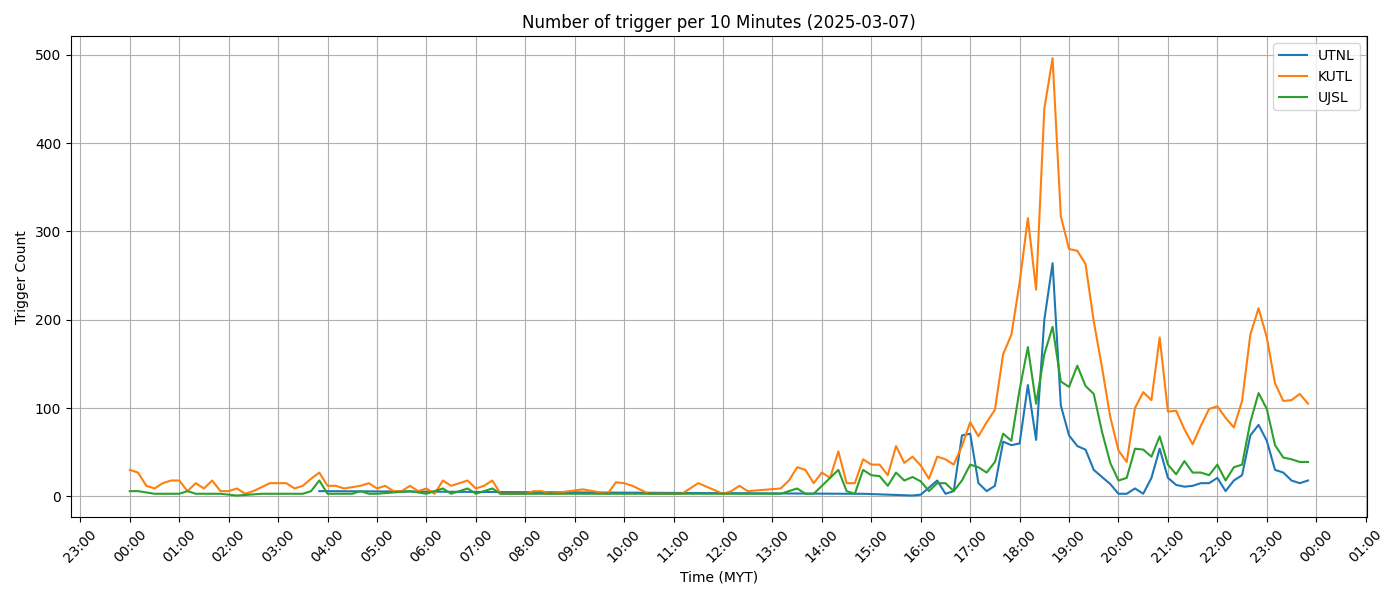 Number of trigger per 10 Minutes (2025-03-07)
UTNL
KUTL
UJSL
500
400
300
200
100
0
Trigger Count
23:00 00:00 01:00 02:00 03:00 04:00 05:00 06:00 07:00 08:00 09:00 10:00 11:00 12:00 13:00 14:00 15:00 16:00 17:00 18:00 19:00 20:00 21:00 22:00 23:00 00:00 01:00
Time (MYT)